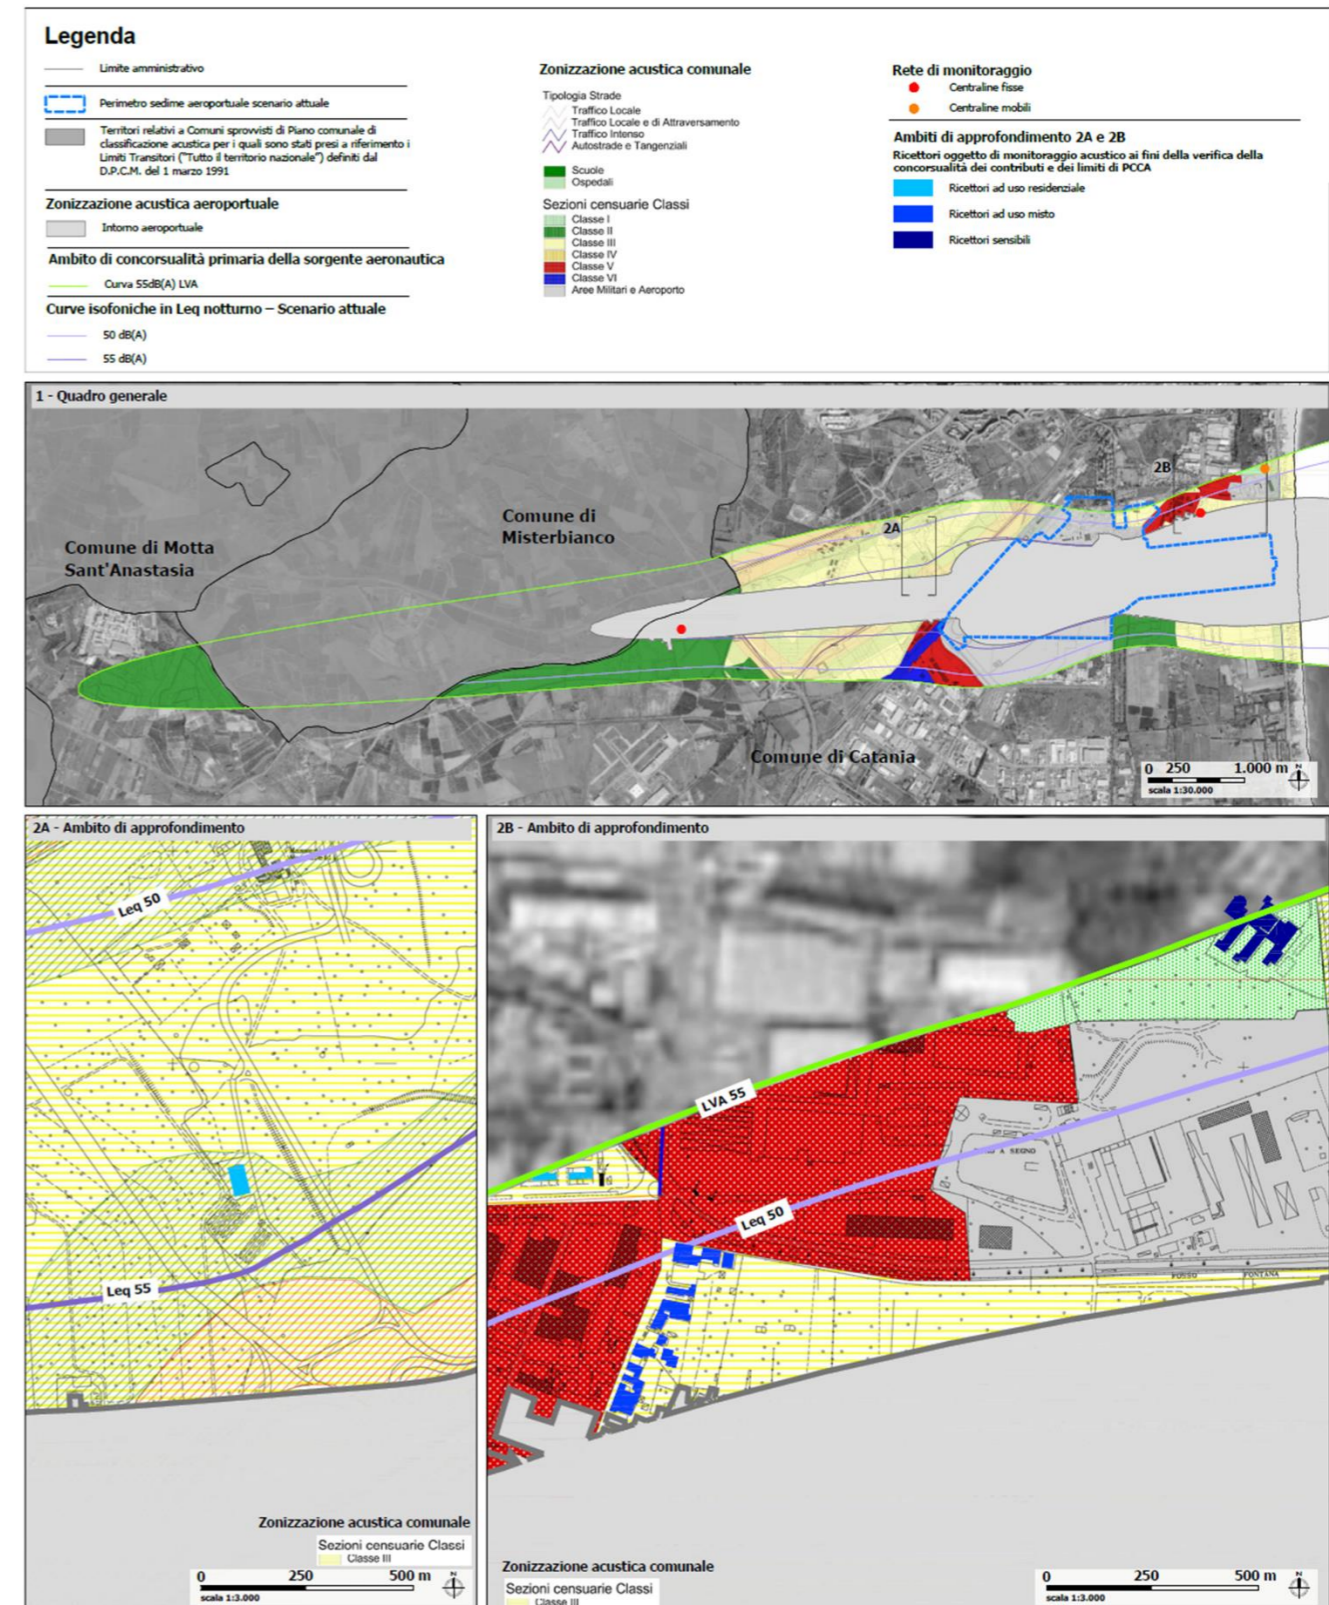 Legenda
Limite amministrativo
Perimetro sedime aeroportuale scenario attuale
Territori relativi a Comuni sprovvisti di Piano comunale di
classificazione acustica per i quali sono stati presi a riferimento i
Limiti Transitori ("Tutto il territorio nazionale") definiti dal
D.P.C.M. del 1 marzo 1991
Zonizzazione acustica aeroportuale
Intorno aeroportuale
Ambito di concorsualità primaria della sorgente aeronautica
Curva 55dB(A) LVA
Curve isofoniche in Leq notturno – Scenario attuale
50 dB(A)
55 dB(A)
Zonizzazione acustica comunale
Tipologia Strade
Traffico Locale
Traffico Locale e di Attraversamento
Traffico Intenso
Autostrade e Tangenziali
Scuole
Ospedali
Sezioni censuarie Classi
Classe I
Classe II
Classe III
Classe IV
Classe V
Classe VI
Aree Militari e Aeroporto
Rete di monitoraggio
Centraline fisse
Centraline mobili
Ambiti di approfondimento 2A e 2B
Ricettori oggetto di monitoraggio acustico ai fini della verifica della
concorsualità dei contributi e dei limiti di PCCA
Ricettori ad uso residenziale
Ricettori ad uso misto
Ricettori sensibili
1 - Quadro generale
2B
2A
Comune di
Misterbianco
Comune di Motta
Sant'Anastasia
Comune di Catania
0 250 1.000 m N
scala 1:30.000
2A - Ambito di approfondimento
Leq 50
Leq 55
Zonizzazione acustica comunale
Sezioni censuarie Classi
Classe III
0 250 500 m N
scala 1:3.000
2B - Ambito di approfondimento
LVA 55
A SEGNO
Leq 50
FOSSO FONTANA
Zonizzazione acustica comunale
Sezioni censuarie Classi
Classe III
0 250 500 m N
scala 1:3.000